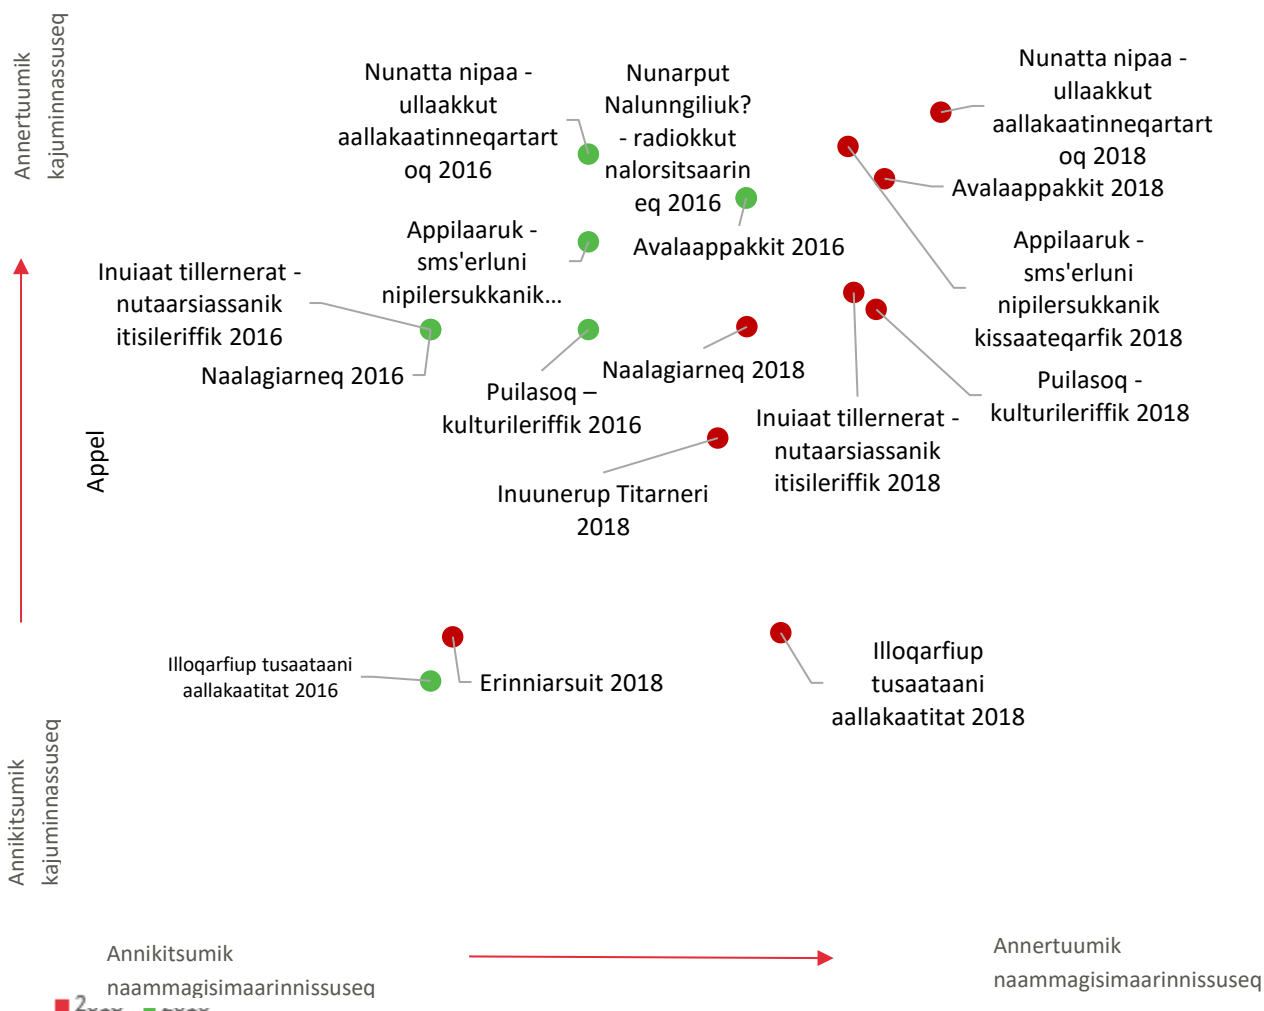 Annertuumik
kajuminnassuseq
Nunatta nipaa -
ullaakkut
aallakaatinneqartart
oq 2016
Nunarput
Nalunngiliuk?
- radiokkut
nalorsitsaarin
eq 2016
Nunatta nipaa -
ullaakkut
aallakaatinneqartart
oq 2018
Avalaappakkit 2018
Appilaaruk -
sms'erluni
nipilersukkanik...
Avalaappakkit 2016
Appilaaruk -
sms'erluni
nipilersukkanik
kissaateqarfik 2018
Inuiaat tillernerat -
nutaarsiassanik
itisileriffik 2016
Naalagiarneq 2016
Puilasoq –
kulturileriffik 2016
Naalagiarneq 2018
Inuiaat tillernerat -
nutaarsiassanik
itisileriffik 2018
Puilasoq -
kulturileriffik 2018
Appel
Inuunerup Titarneri
2018
Illoqarfiup tusaataani
aallakaatitat 2016
Erinniarsuit 2018
Illoqarfiup
tusaataani
aallakaatitat 2018
Annikitsumik
kajuminnassuseq
Annikitsumik
naammagisimaarinnissuseq
Annertuumik
naammagisimaarinnissuseq